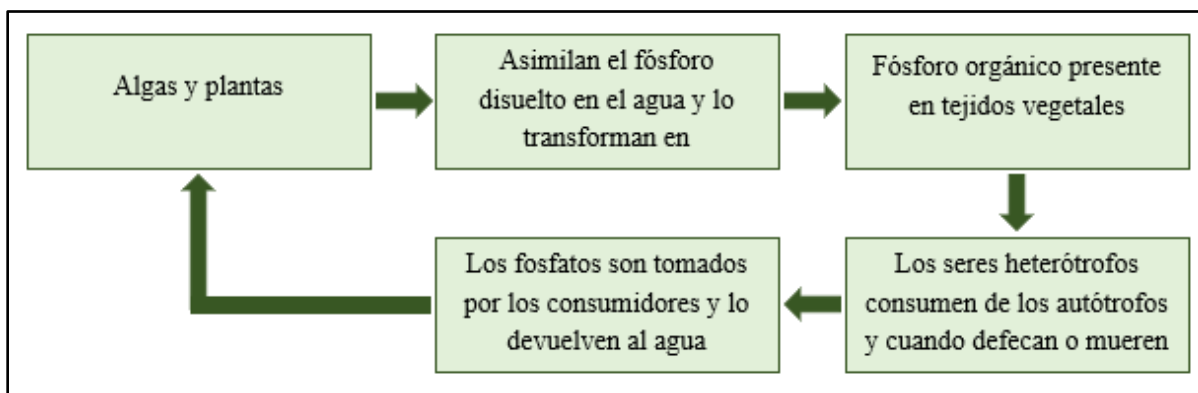 Algas y plantas
Asimilan el fósforo
disuelto en el agua y lo
transforman en
Fósforo orgánico presente
en tejidos vegetales
Los seres heterótrofos
consumen de los autótrofos
y cuando defecan o mueren
Los fosfatos son tomados
por los consumidores y lo
devuelven al agua